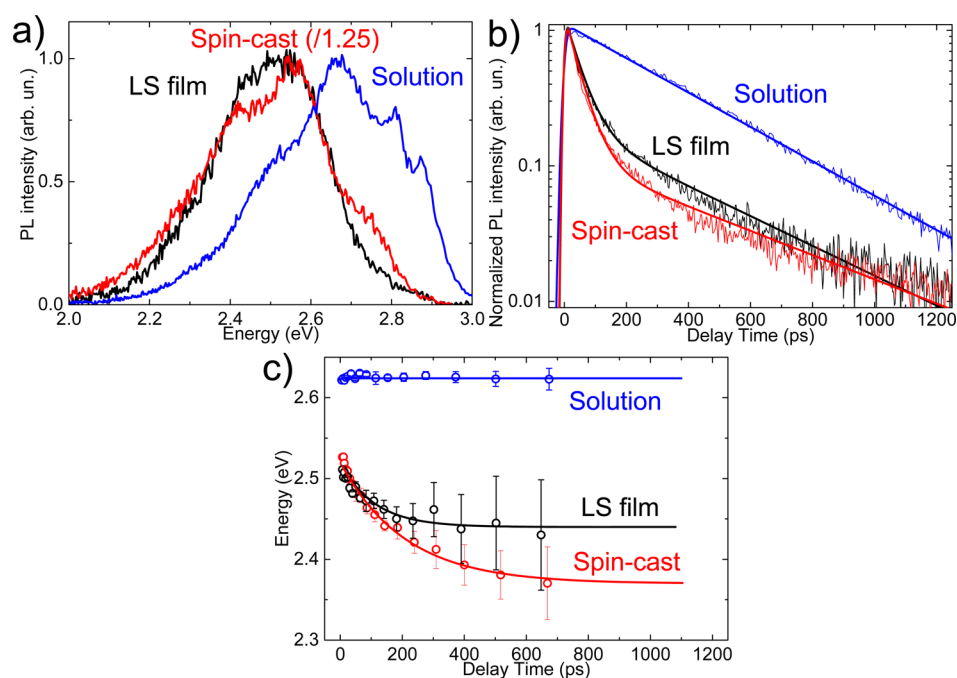 a)
Spin-cast (/1.25)
LS film
Solution
PL intensity (arb. un.)
1.0
0.5
0.0
2.0 2.2 2.4 2.6 2.8 3.0
Energy (eV)
b)
Solution
LS film
Spin-cast
Normalized PL intensity (arb. un.)
1
0.1
0.01
0 200 400 600 800 1000 1200
Delay Time (ps)
c)
Solution
LS film
Spin-cast
Energy (eV)
2.6
2.5
2.4
2.3
0 200 400 600 800 1000 1200
Delay Time (ps)